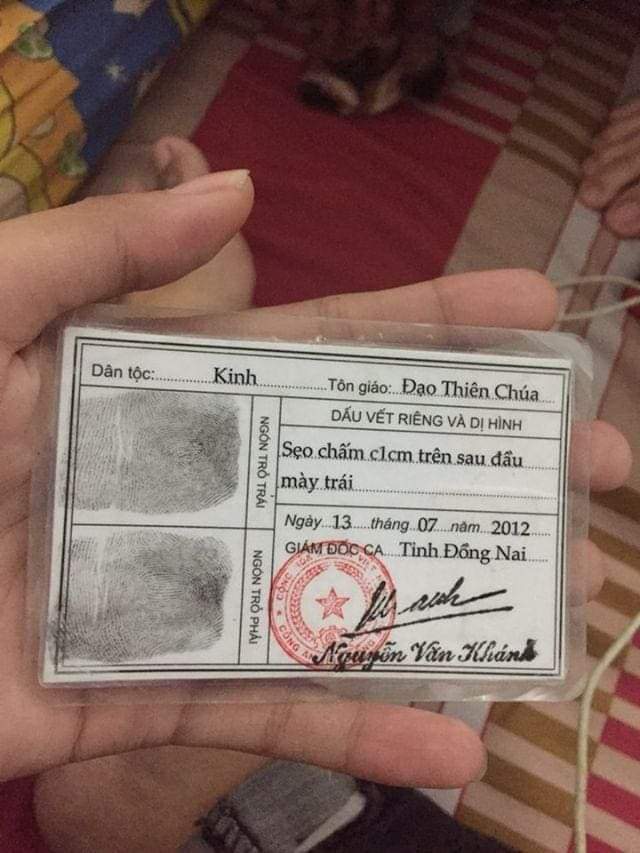 Dân tộc: Kinh Tôn giáo: Đạo Thiên Chúa
NGÓN TRỎ TRÁI
DẤU VẾT RIÊNG VÀ DỊ HÌNH
Sẹo chấm c1cm trên sau đầu
mày trái
NGÓN TRỎ PHẢI
Ngày 13 tháng 07 năm 2012
GIÁM ĐỐC CA Tỉnh Đồng Nai
Nguyễn Văn Khánh